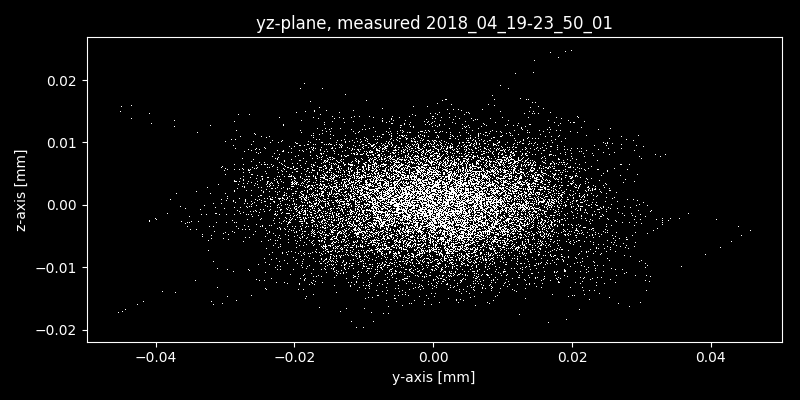 yz-plane, measured 2018_04_19-23_50_01
0.02
0.01
0.00
−0.01
−0.02
z-axis [mm]
−0.04 −0.02 0.00 0.02 0.04
y-axis [mm]